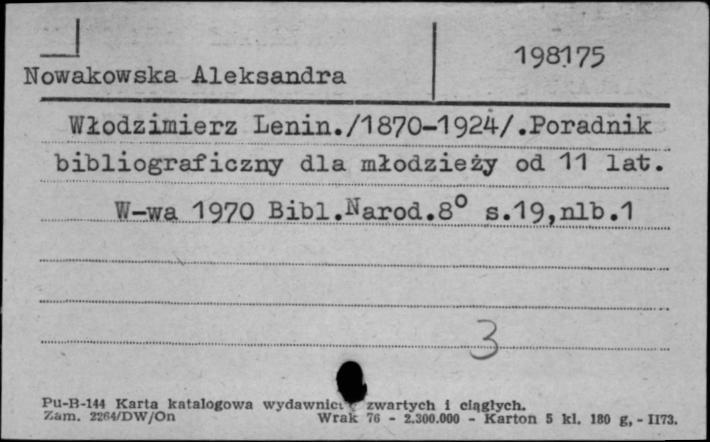 198175
Nowakowska Aleksandra
Włodzimierz Lenin./1870-1924/.Poradnik
bibliograficzny dla młodzieży od 11 lat.
W-wa 1970 Bibl.Narod.8° s.19,nlb.1
3
Pu-B-144 Karta katalogowa zwartych i ciągłych.
Zam. 2264/DW/On Wrak 76 - 2.300.000 - Karton 5 kl. 180 g, - II73.